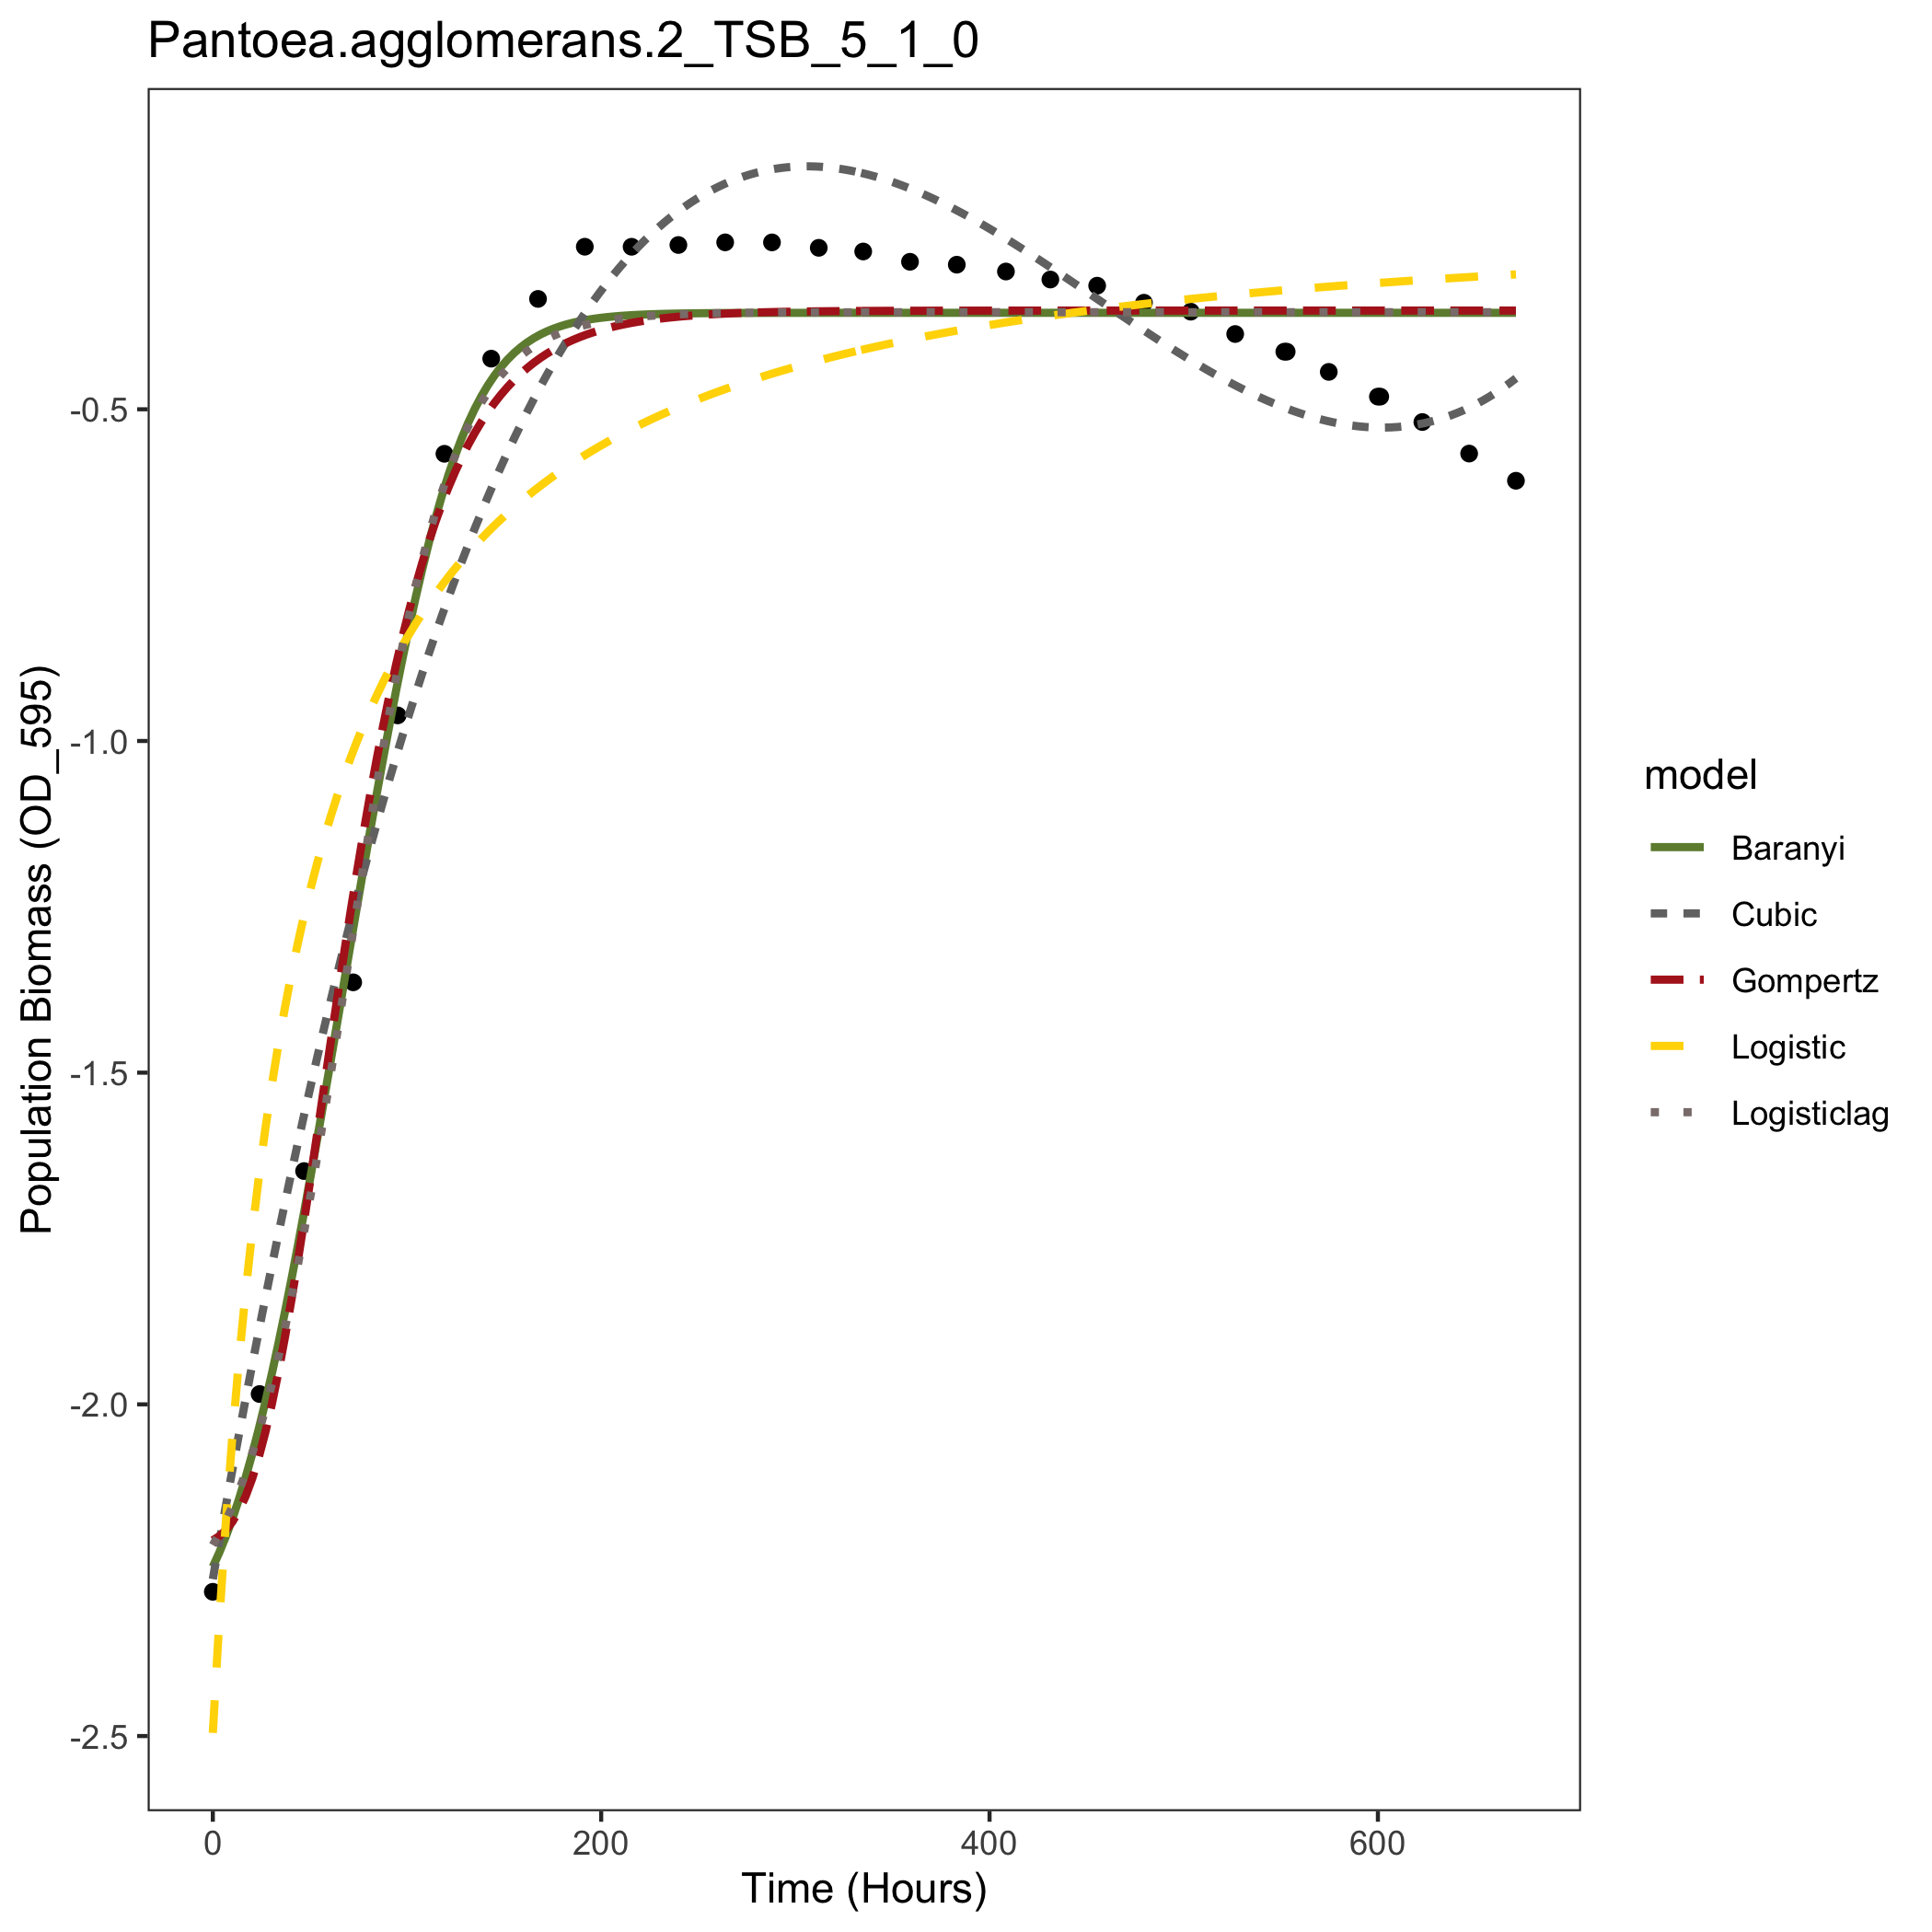 Pantoea.agglomerans.2_TSB_5_1_0
Population Biomass (OD_595)
-0.5
-1.0
-1.5
-2.0
-2.5
0
200
400
600
Time (Hours)
model
Baranyi
Cubic
Gompertz
Logistic
Logisticlag